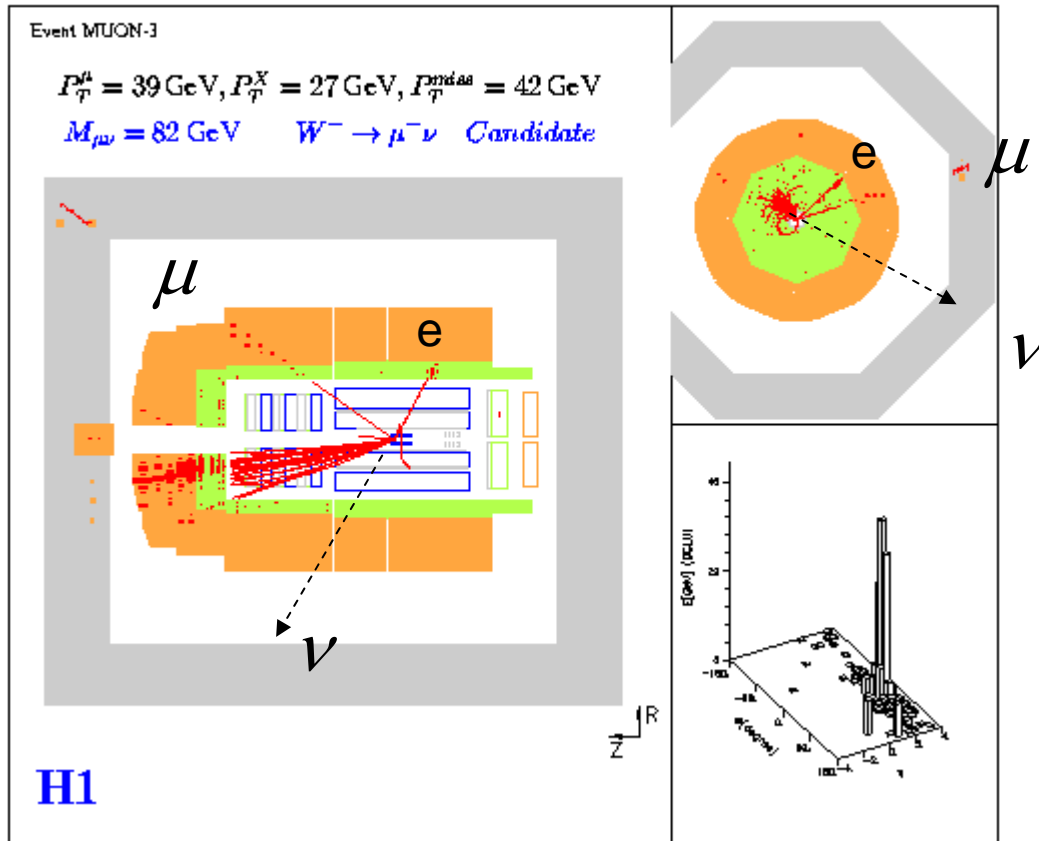 Event MUON-3
P_T^μ = 39 GeV, P_T^X = 27 GeV, P_T^miss = 42 GeV
M_μν = 82 GeV W⁻ → μ⁻ν Candidate
μ
e
ν
R
Z
H1
e
μ
ν